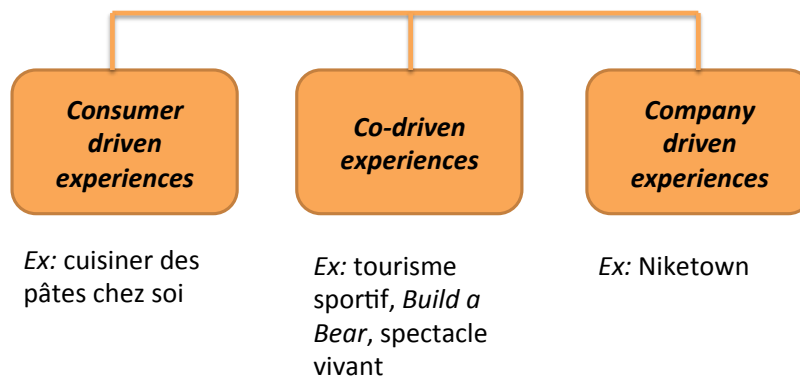 Consumer
driven
experiences
Ex: cuisiner des
pâtes chez soi
Co-driven
experiences
Ex: tourisme
sportif, Build a
Bear, spectacle
vivant
Company
driven
experiences
Ex: Niketown